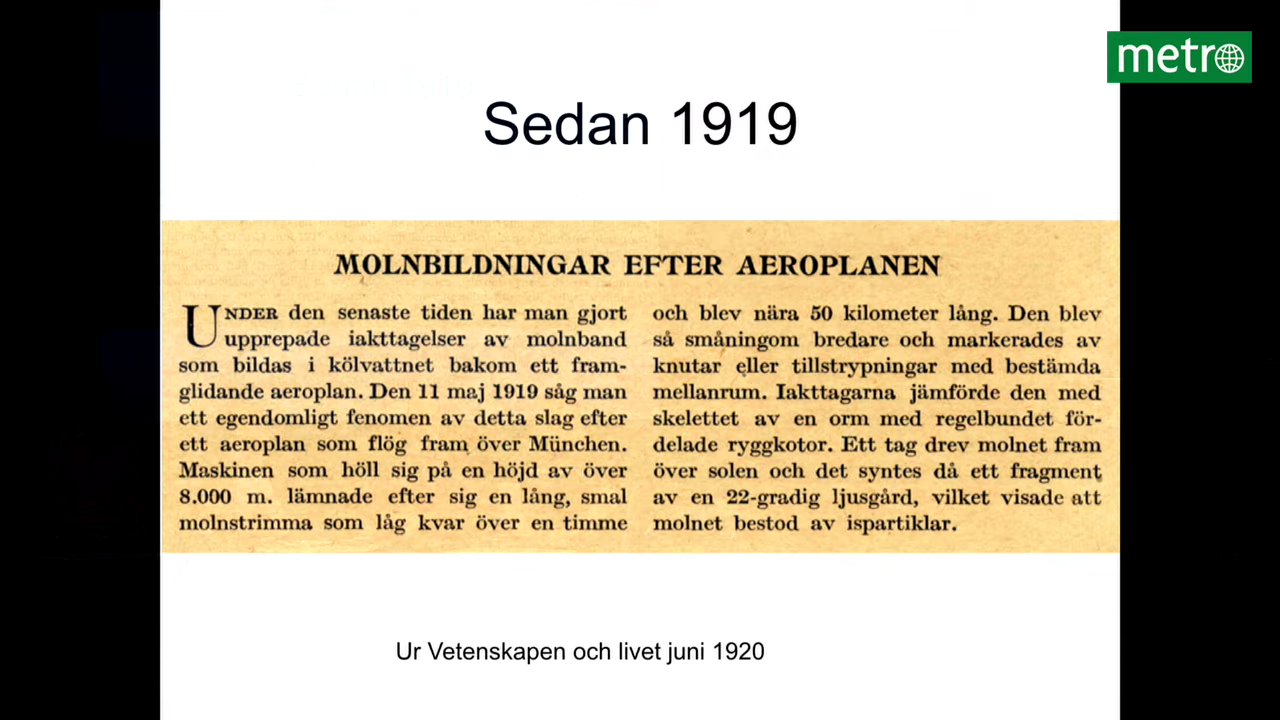 metro
Sedan 1919
MOLNBILDNINGAR EFTER AEROPLANEN
UNDER den senaste tiden har man gjort
upprepade iakttagelser av molnband
som bildas i kölvattnet bakom ett fram-
glidande aeroplan. Den 11 maj 1919 såg man
ett egendomligt fenomen av detta slag efter
ett aeroplan som flög fram över München.
Maskinen som höll sig på en höjd av över
8.000 m. lämnade efter sig en lång, smal
molnstrimma som låg kvar över en timme
och blev nära 50 kilometer lång. Den blev
så småningom bredare och markerades av
knutar eller tillstrypningar med bestämda
mellanrum. Iakttagarna jämförde den med
skelettet av en orm med regelbundet för-
delade ryggkotor. Ett tag drev molnet fram
över solen och det syntes då ett fragment
av en 22-gradig ljusgård, vilket visade att
molnet bestod av ispartiklar.
Ur Vetenskapen och livet juni 1920